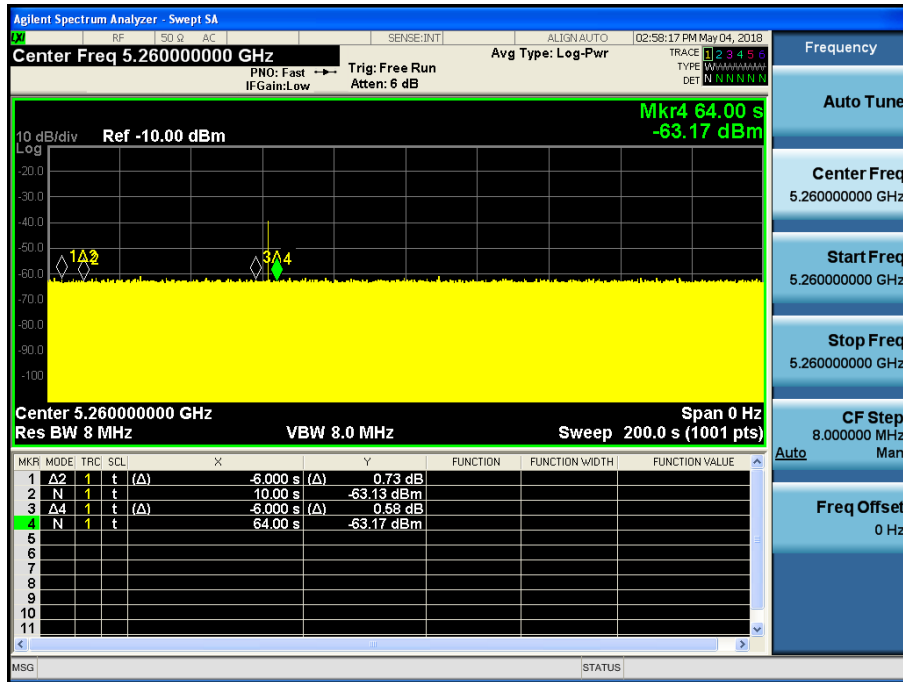 Agilent Spectrum Analyzer - Swept SA
LXI RF 50 Ω AC SENSE:INT ALIGN AUTO 02:58:17 PM May 04, 2018
Center Freq 5.260000000 GHz
Avg Type: Log-Pwr
PNO: Fast
IFGain:Low
Trig: Free Run
Atten: 6 dB
TRACE 1 2 3 4 5 6
TYPE WWWWWW
DET N N N N N N
Mkr4 64.00 s
-63.17 dBm
10 dB/div Ref -10.00 dBm
Log
-20.0
-30.0
-40.0
-50.0
1Δ2 2 3Δ4
-60.0
-70.0
-80.0
-90.0
-100
Center 5.260000000 GHz Span 0 Hz
Res BW 8 MHz VBW 8.0 MHz Sweep 200.0 s (1001 pts)
MKR MODE TRC SCL X Y FUNCTION FUNCTION WIDTH FUNCTION VALUE
1 Δ2 1 t (Δ) -6.000 s (Δ) 0.73 dB
2 N 1 t 10.00 s -63.13 dBm
3 Δ4 1 t (Δ) -6.000 s (Δ) 0.58 dB
4 N 1 t 64.00 s -63.17 dBm
5
6
7
8
9
10
11
MSG STATUS
Frequency
Auto Tune
Center Freq
5.260000000 GHz
Start Freq
5.260000000 GHz
Stop Freq
5.260000000 GHz
CF Step
8.000000 MHz
Auto Man
Freq Offset
0 Hz